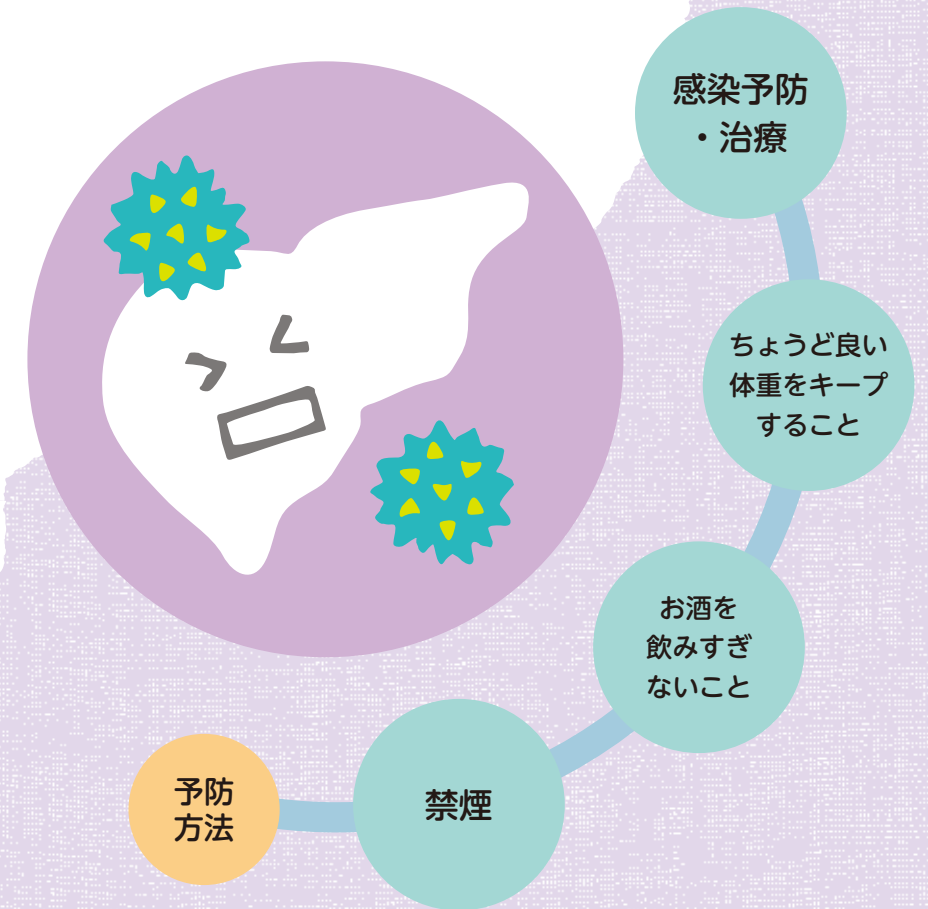 感染予防
・治療
ちょうど良い
体重をキープ
すること
お酒を
飲みすぎ
ないこと
禁煙
予防
方法